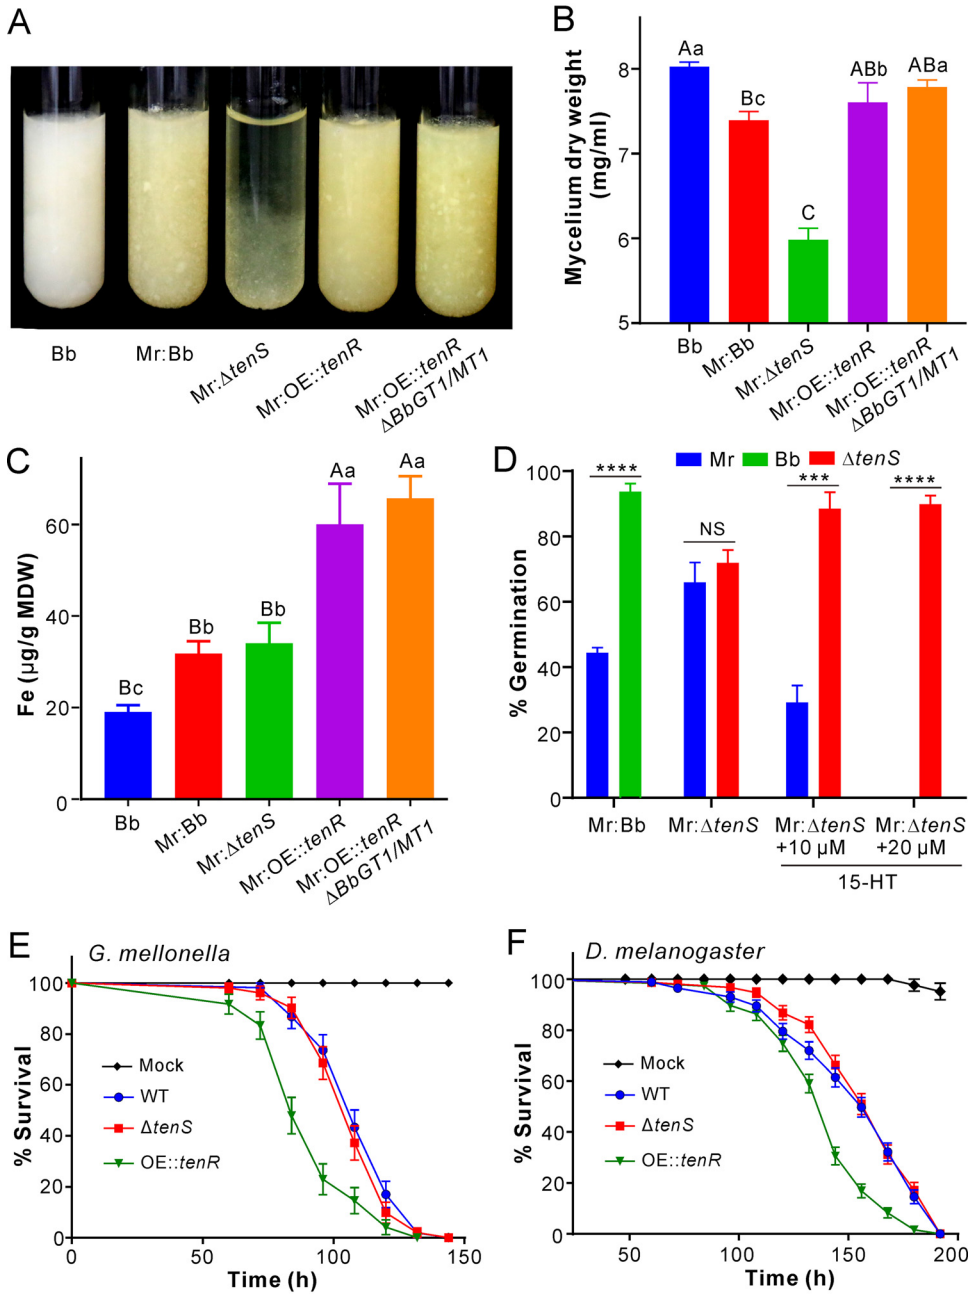 A
Bb
Mr:Bb
Mr:ΔtenS
Mr:OE::tenR
Mr:OE::tenR
ΔBbGT1/MT1
B
Mycelium dry weight
(mg/ml)
8
7
6
5
Aa
Bc
C
ABb
ABa
Bb
Mr:Bb
Mr:ΔtenS
Mr:OE::tenR
Mr:OE::tenR
ΔBbGT1/MT1
C
Fe (μg/g MDW)
60
40
20
0
Bc
Bb
Bb
Aa
Aa
Bb
Mr:Bb
Mr:ΔtenS
Mr:OE::tenR
Mr:OE::tenR
ΔBbGT1/MT1
D
Mr Bb ΔtenS
% Germination
100
80
60
40
20
0
****
NS
***
****
Mr:Bb
Mr:ΔtenS
Mr:ΔtenS
+10 μM
Mr:ΔtenS
+20 μM
15-HT
E
G. mellonella
% Survival
100
80
60
40
20
0
Mock
WT
ΔtenS
OE::tenR
0 50 100 150
Time (h)
F
D. melanogaster
% Survival
100
80
60
40
20
0
Mock
WT
ΔtenS
OE::tenR
50 100 150 200
Time (h)